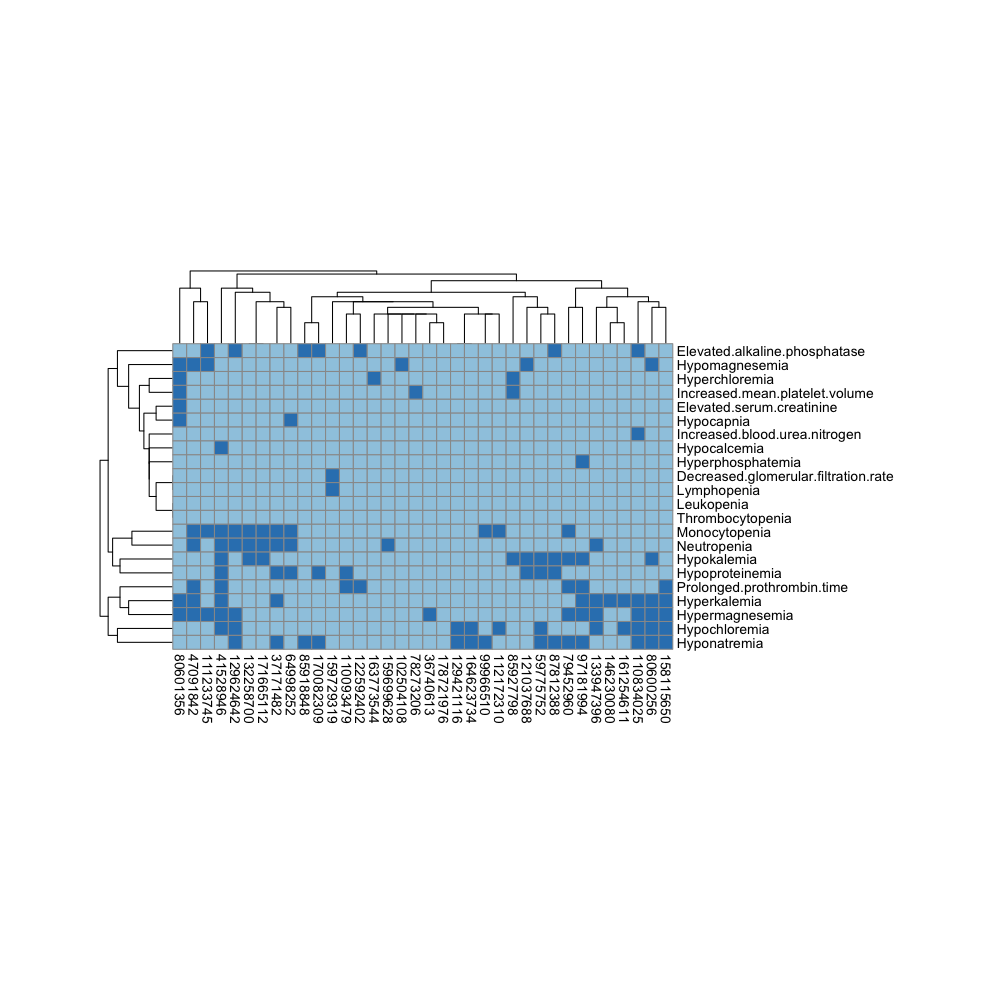 Elevated.alkaline.phosphatase
Hypomagnesemia
Hyperchloremia
Increased.mean.platelet.volume
Elevated.serum.creatinine
Hypocapnia
Increased.blood.urea.nitrogen
Hypocalcemia
Hyperphosphatemia
Decreased.glomerular.filtration.rate
Lymphopenia
Leukopenia
Thrombocytopenia
Monocytopenia
Neutropenia
Hypokalemia
Hypoproteinemia
Prolonged.prothrombin.time
Hyperkalemia
Hypermagnesemia
Hypochloremia
Hyponatremia
80601356
47091842
111233745
41528946
129624642
132258700
171665112
37171482
64998252
85918848
170082309
159729319
110093479
122592402
163773544
159699628
102504108
78273206
36740613
178721976
129421116
164623734
99966510
112172310
85927798
121037688
59775752
87812388
79452960
97181994
133947396
146230080
161254611
110834025
80600256
158115650